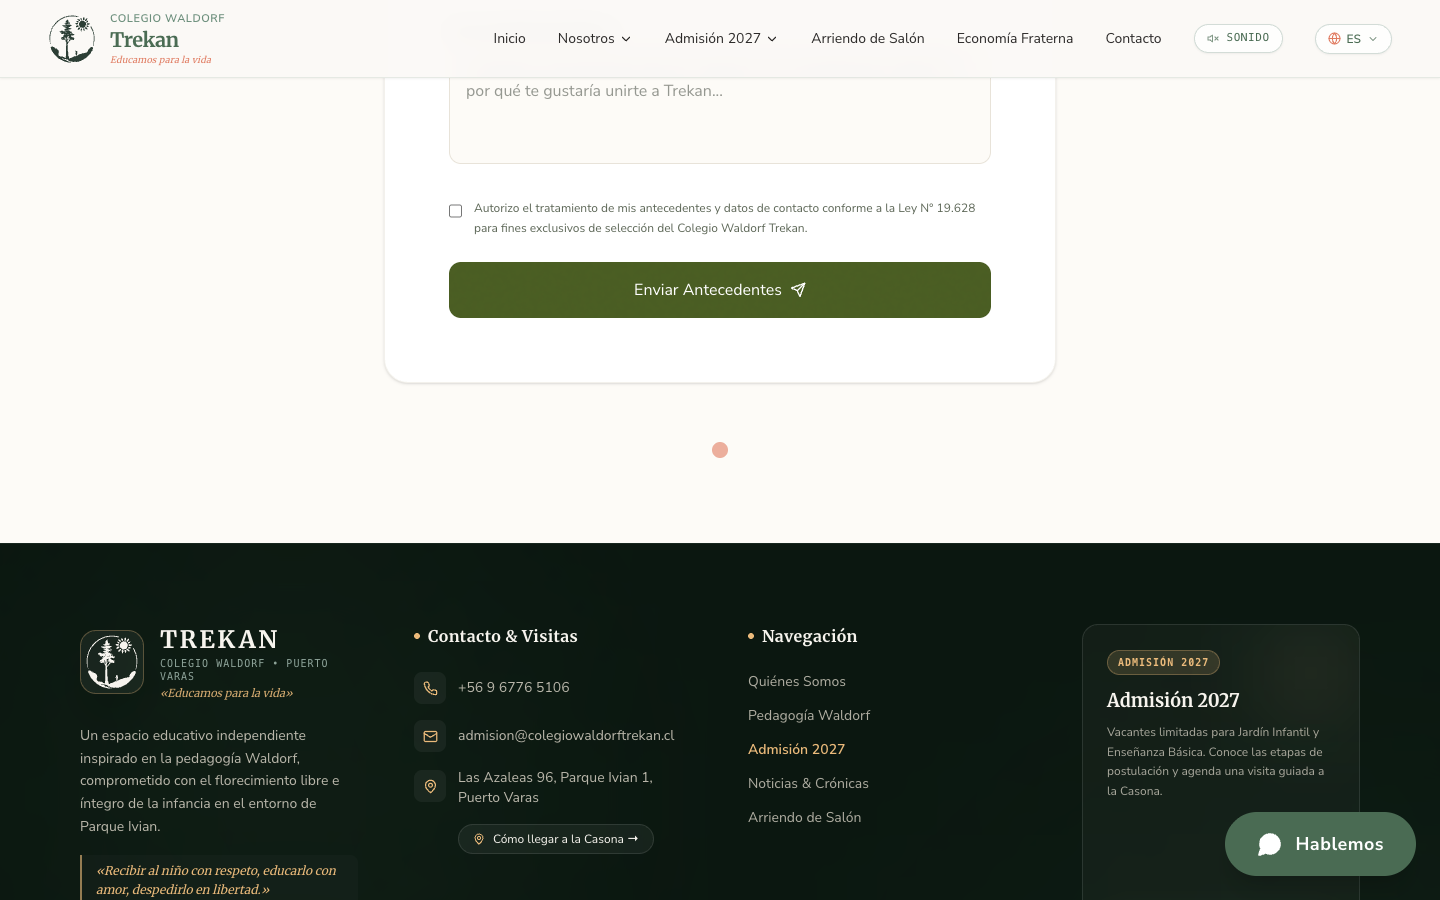 COLEGIO WALDORF
Trekan
Educamos para la vida
Inicio
Nosotros
Admisión 2027
Arriendo de Salón
Economía Fraterna
Contacto
SONIDO
ES
por qué te gustaría unirte a Trekan...
Autorizo el tratamiento de mis antecedentes y datos de contacto conforme a la Ley N° 19.628
para fines exclusivos de selección del Colegio Waldorf Trekan.
Enviar Antecedentes
TREKAN
COLEGIO WALDORF • PUERTO
VARAS
«Educamos para la vida»
Un espacio educativo independiente
inspirado en la pedagogía Waldorf,
comprometido con el florecimiento libre e
íntegro de la infancia en el entorno de
Parque Ivian.
«Recibir al niño con respeto, educarlo con
amor, despedirlo en libertad.»
Contacto & Visitas
+56 9 6776 5106
admision@colegiowaldorftrekan.cl
Las Azaleas 96, Parque Ivian 1,
Puerto Varas
Cómo llegar a la Casona →
Navegación
Quiénes Somos
Pedagogía Waldorf
Admisión 2027
Noticias & Crónicas
Arriendo de Salón
ADMISIÓN 2027
Admisión 2027
Vacantes limitadas para Jardín Infantil y
Enseñanza Básica. Conoce las etapas de
postulación y agenda una visita guiada a
la Casona.
Hablemos